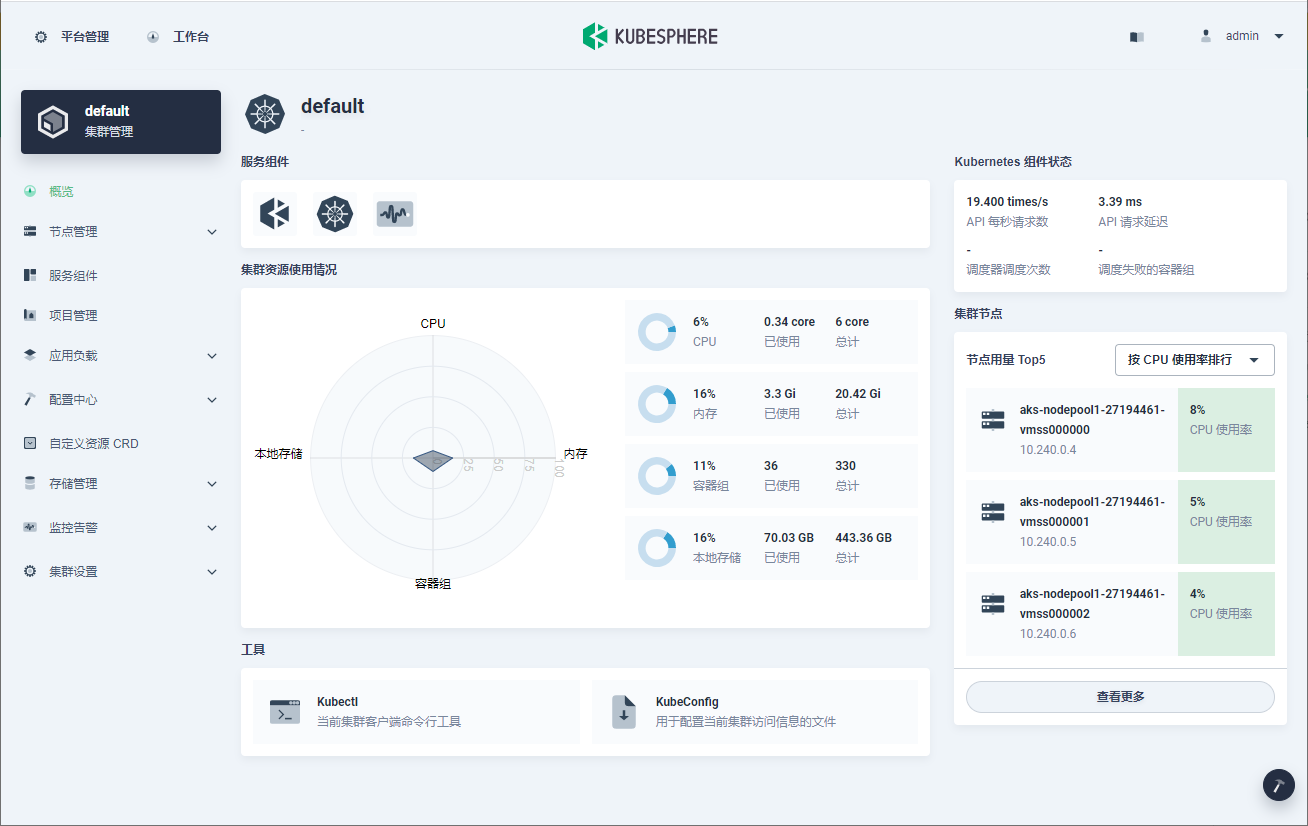 平台管理
工作台
KUBESPHERE
admin
default
集群管理
概览
节点管理
服务组件
项目管理
应用负载
配置中心
自定义资源 CRD
存储管理
监控告警
集群设置
default
-
服务组件
集群资源使用情况
CPU
本地存储
内存
容器组
0
25
50
75
100
6%
CPU
0.34 core
已使用
6 core
总计
16%
内存
3.3 Gi
已使用
20.42 Gi
总计
11%
容器组
36
已使用
330
总计
16%
本地存储
70.03 GB
已使用
443.36 GB
总计
工具
Kubectl
当前集群客户端命令行工具
KubeConfig
用于配置当前集群访问信息的文件
Kubernetes 组件状态
19.400 times/s
API 每秒请求数
3.39 ms
API 请求延迟
-
调度器调度次数
-
调度失败的容器组
集群节点
节点用量 Top5
按 CPU 使用率排行
aks-nodepool1-27194461-
vmss000000
10.240.0.4
8%
CPU 使用率
aks-nodepool1-27194461-
vmss000001
10.240.0.5
5%
CPU 使用率
aks-nodepool1-27194461-
vmss000002
10.240.0.6
4%
CPU 使用率
查看更多